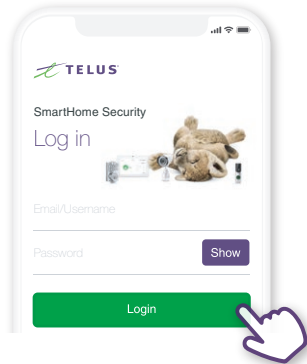 TELUS
SmartHome Security
Log in
Email/Username
Password
Show
Login